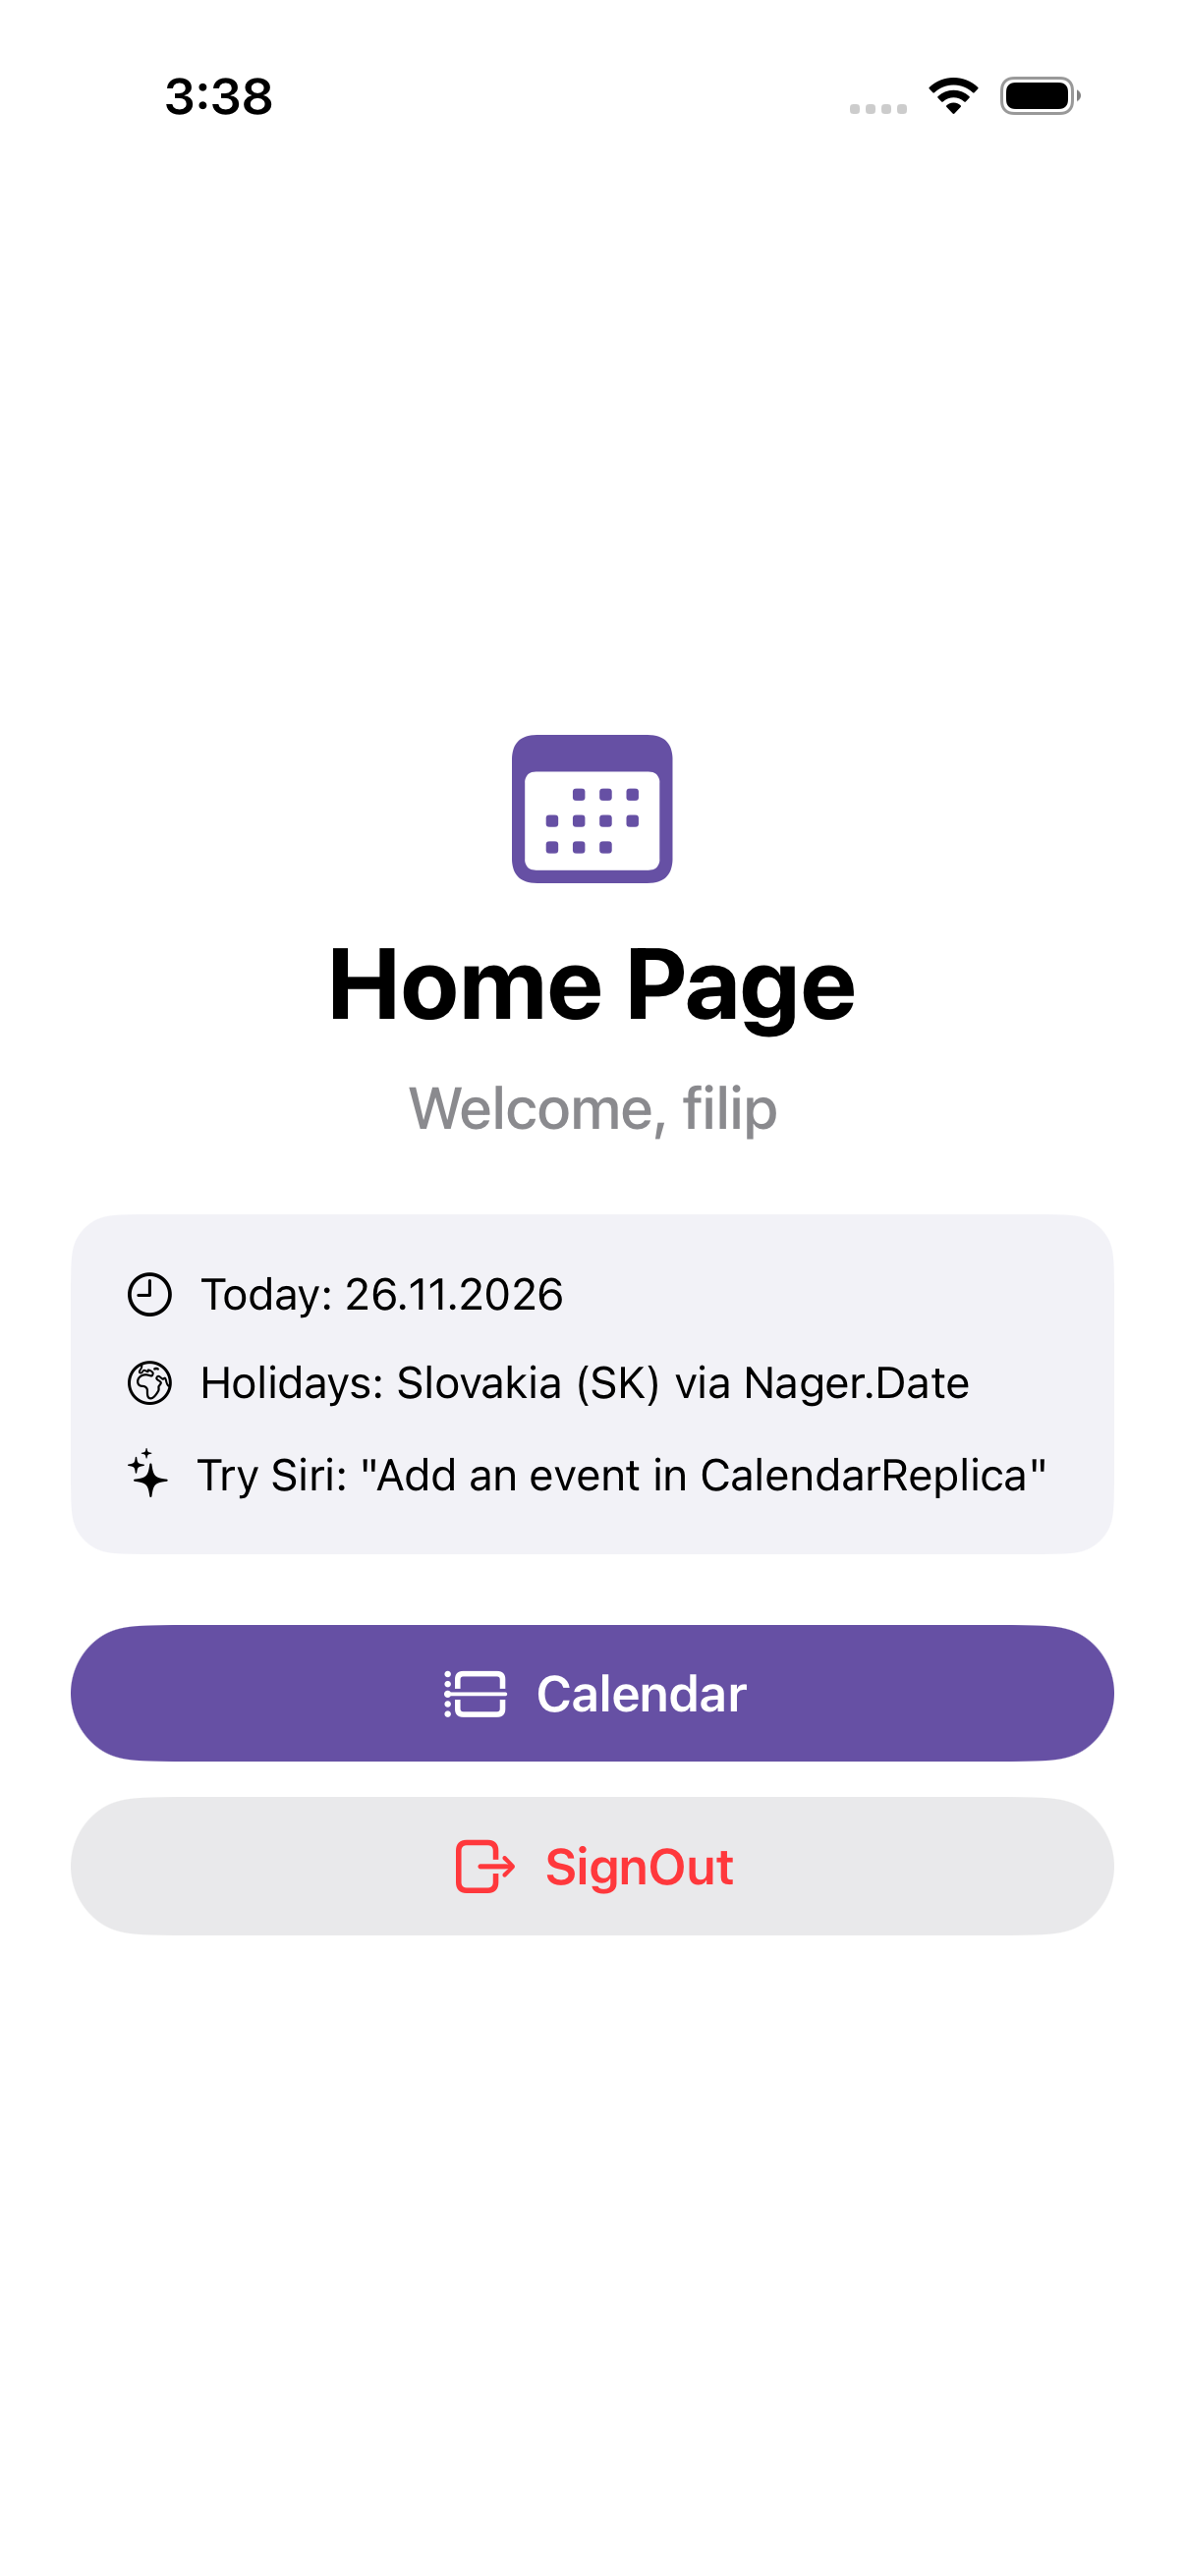 3:38
Home Page
Welcome, filip
Today: 26.11.2026
Holidays: Slovakia (SK) via Nager.Date
Try Siri: "Add an event in CalendarReplica"
Calendar
SignOut